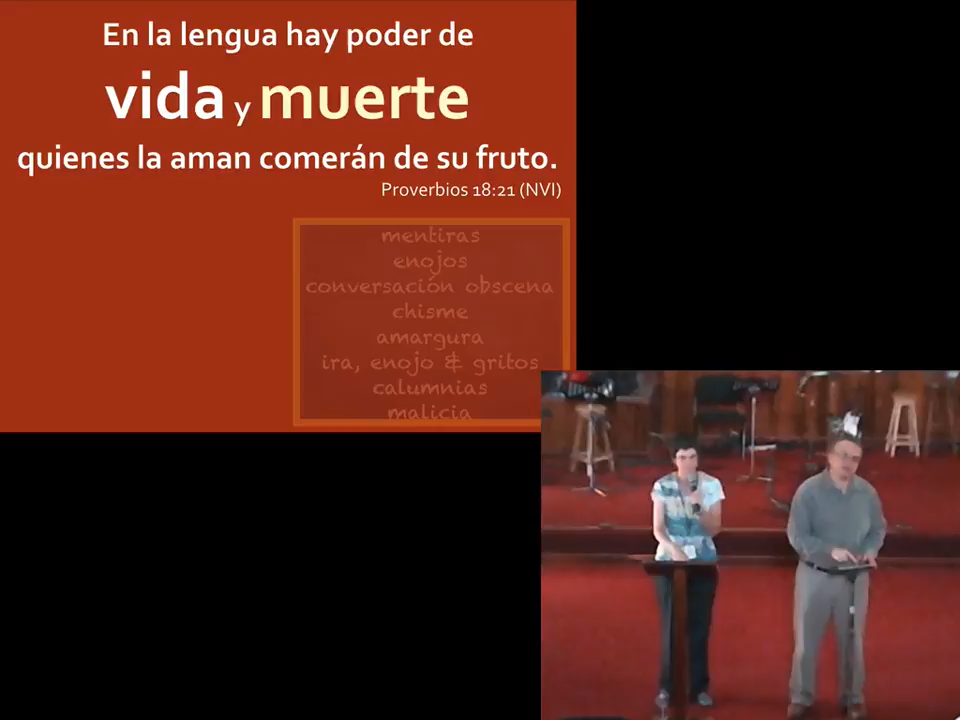 En la lengua hay poder de
vida y muerte
quienes la aman comerán de su fruto.
Proverbios 18:21 (NVI)
mentiras
enojos
conversación obscena
chisme
amargura
ira, enojo & gritos
calumnias
malicia